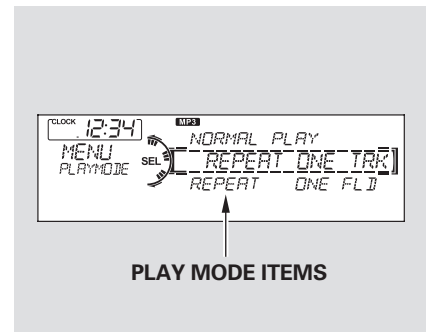 CLOCK 12:34 MP3
NORMAL PLAY
MENU SEL REPEAT ONE TRK
PLAYMODE
REPEAT ONE FLD
PLAY MODE ITEMS